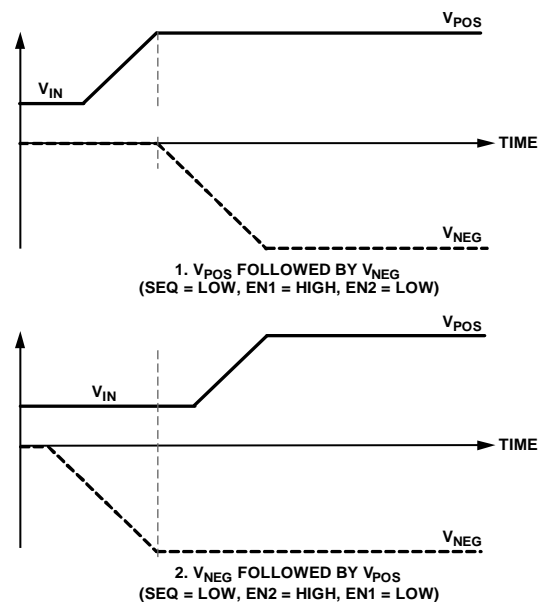 VPOS
VIN
TIME
VNEG
1. VPOS FOLLOWED BY VNEG
(SEQ = LOW, EN1 = HIGH, EN2 = LOW)
VPOS
VIN
TIME
VNEG
2. VNEG FOLLOWED BY VPOS
(SEQ = LOW, EN2 = HIGH, EN1 = LOW)